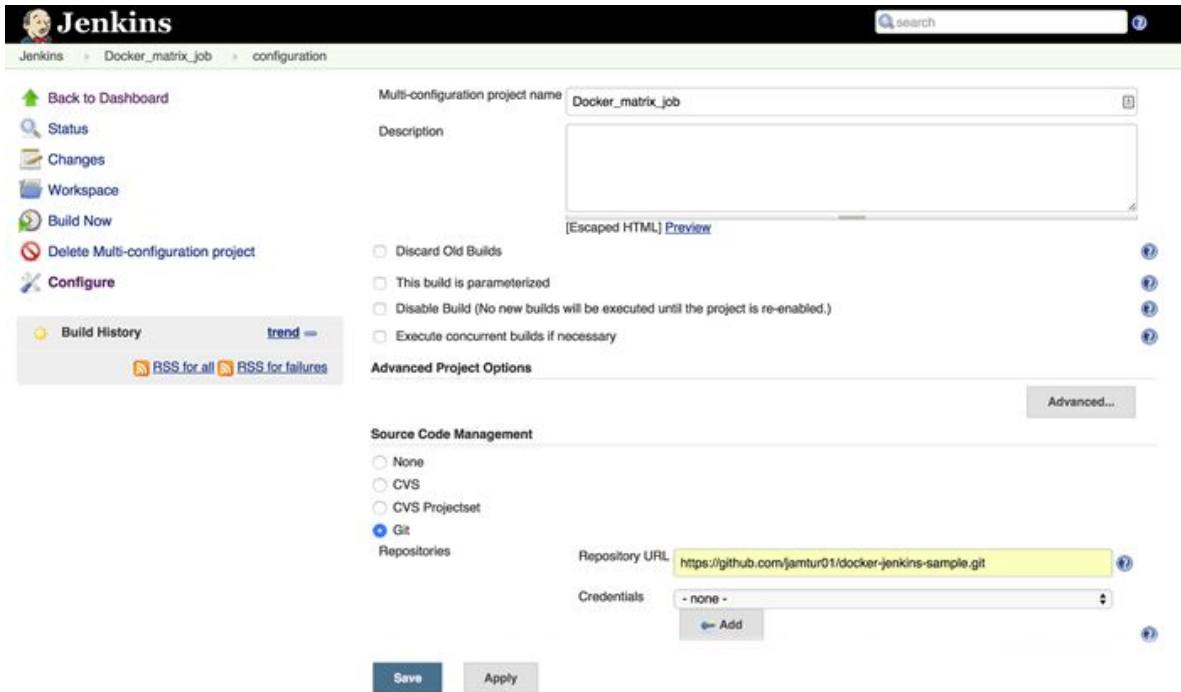 Jenkins
search
Jenkins Docker_matrix_job configuration
Back to Dashboard
Status
Changes
Workspace
Build Now
Delete Multi-configuration project
Configure
Build History trend
RSS for all RSS for failures
Multi-configuration project name Docker_matrix_job
Description
[Escaped HTML] Preview
Discard Old Builds
This build is parameterized
Disable Build (No new builds will be executed until the project is re-enabled.)
Execute concurrent builds if necessary
Advanced Project Options
Advanced...
Source Code Management
None
CVS
CVS Projectset
Git
Repositories
Repository URL https://github.com/jamtur01/docker-jenkins-sample.git
Credentials - none -
Add
Save Apply